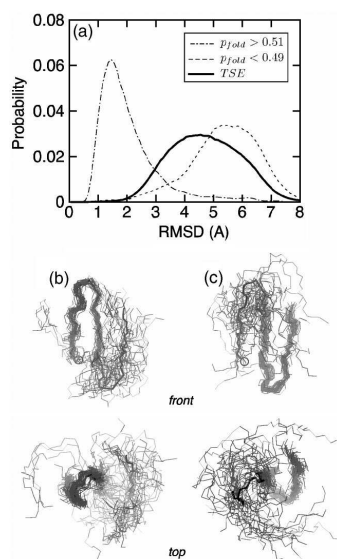 (a)
p_fold > 0.51
p_fold < 0.49
TSE
0.08
0.06
0.04
0.02
0
Probability
0 1 2 3 4 5 6 7 8
RMSD (A)
(b)
(c)
front
top